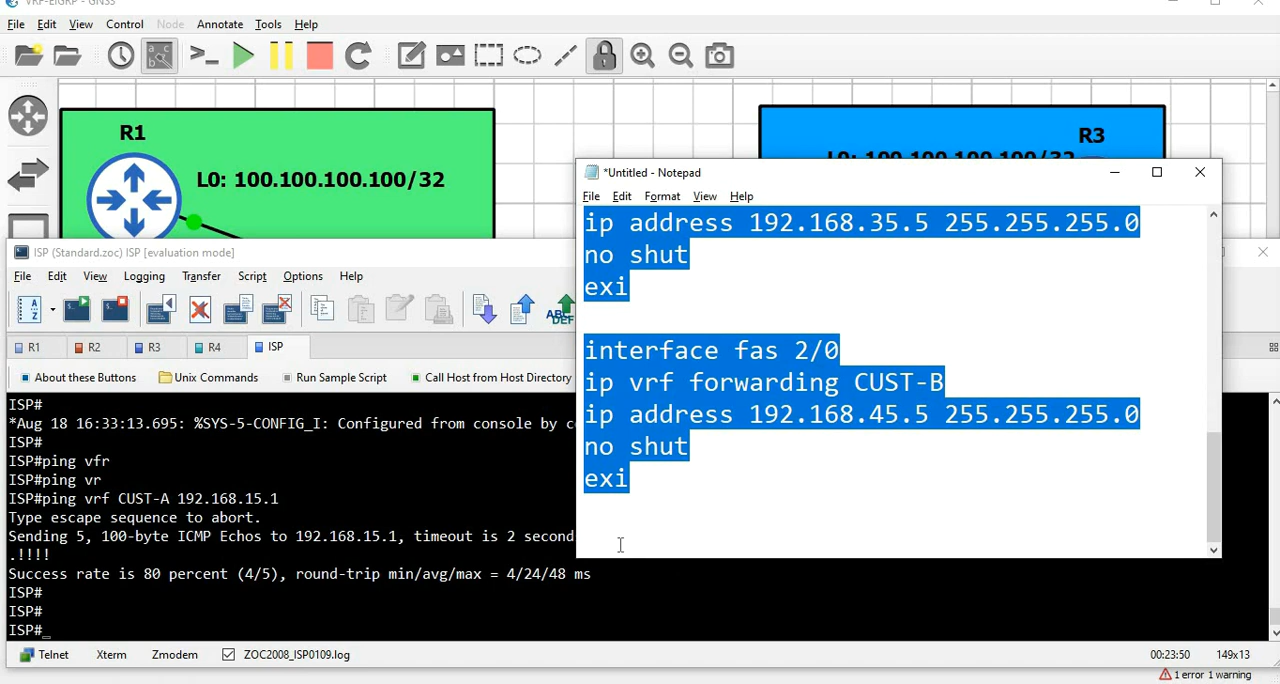 VRF-EIGRP - GNS3
File Edit View Control Node Annotate Tools Help
R1
L0: 100.100.100.100/32
R3
L0: 100.100.100.100/32
*Untitled - Notepad
File Edit Format View Help
ip address 192.168.35.5 255.255.255.0
no shut
exi
interface fas 2/0
ip vrf forwarding CUST-B
ip address 192.168.45.5 255.255.255.0
no shut
exi
ISP (Standard.zoc) ISP [evaluation mode]
File Edit View Logging Transfer Script Options Help
R1 R2 R3 R4 ISP
About these Buttons Unix Commands Run Sample Script Call Host from Host Directory
ISP#
*Aug 18 16:33:13.695: %SYS-5-CONFIG_I: Configured from console by co
ISP#
ISP#ping vfr
ISP#ping vr
ISP#ping vrf CUST-A 192.168.15.1
Type escape sequence to abort.
Sending 5, 100-byte ICMP Echos to 192.168.15.1, timeout is 2 second
.!!!!
Success rate is 80 percent (4/5), round-trip min/avg/max = 4/24/48 ms
ISP#
ISP#
ISP#_
Telnet Xterm Zmodem ZOC2008_ISP0109.log 00:23:50 149x13
1 error 1 warning